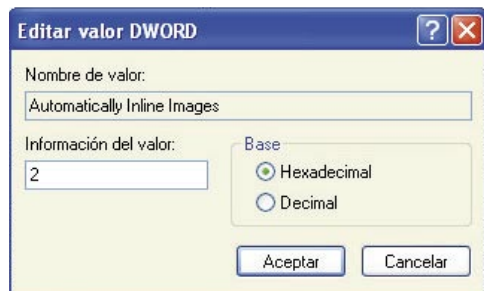 Editar valor DWORD
Nombre de valor:
Automatically Inline Images
Información del valor:
2
Base
Hexadecimal
Decimal
Aceptar
Cancelar